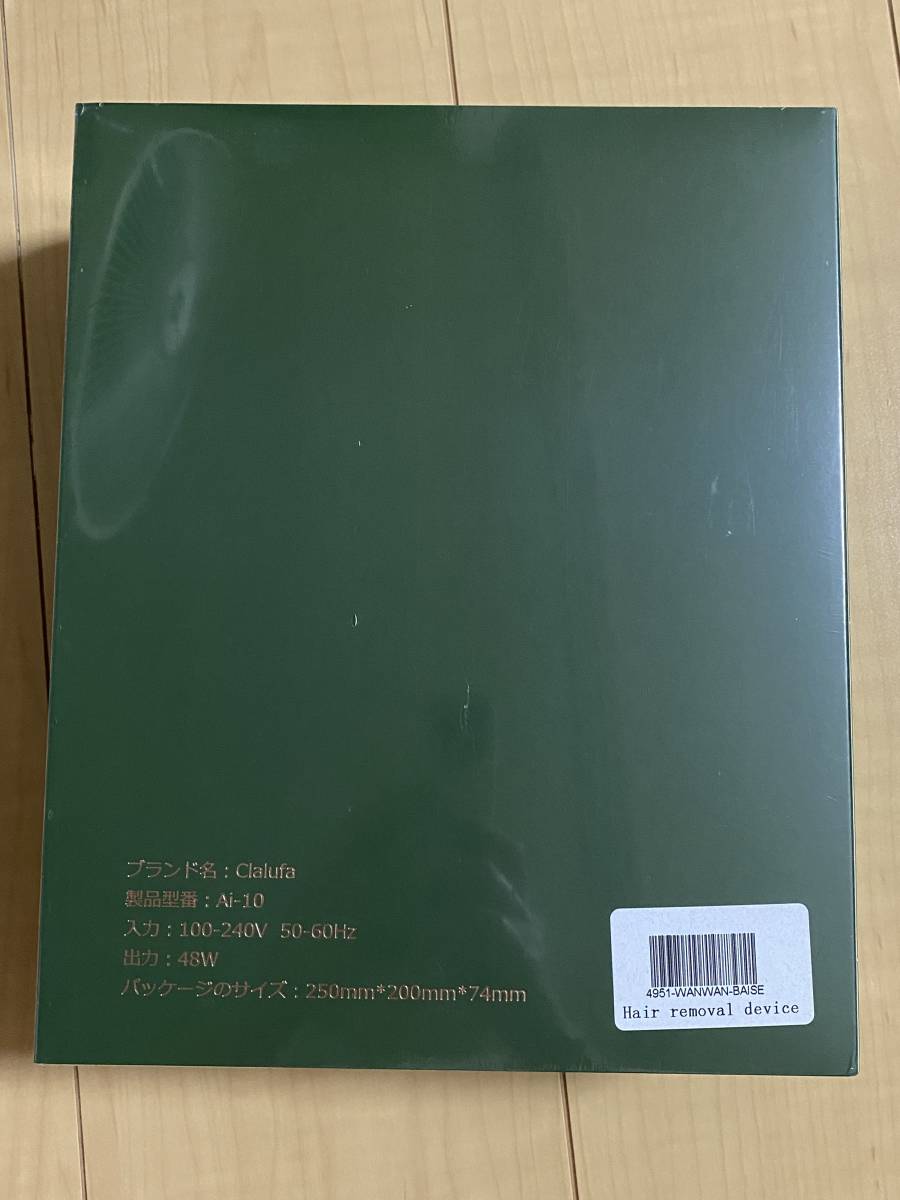 ブランド名：Clalufa
製品型番：Ai-10
入力：100-240V 50-60Hz
出力：48W
パッケージのサイズ：250mm*200mm*74mm
4951-WANWAN-BAISE
Hair removal device